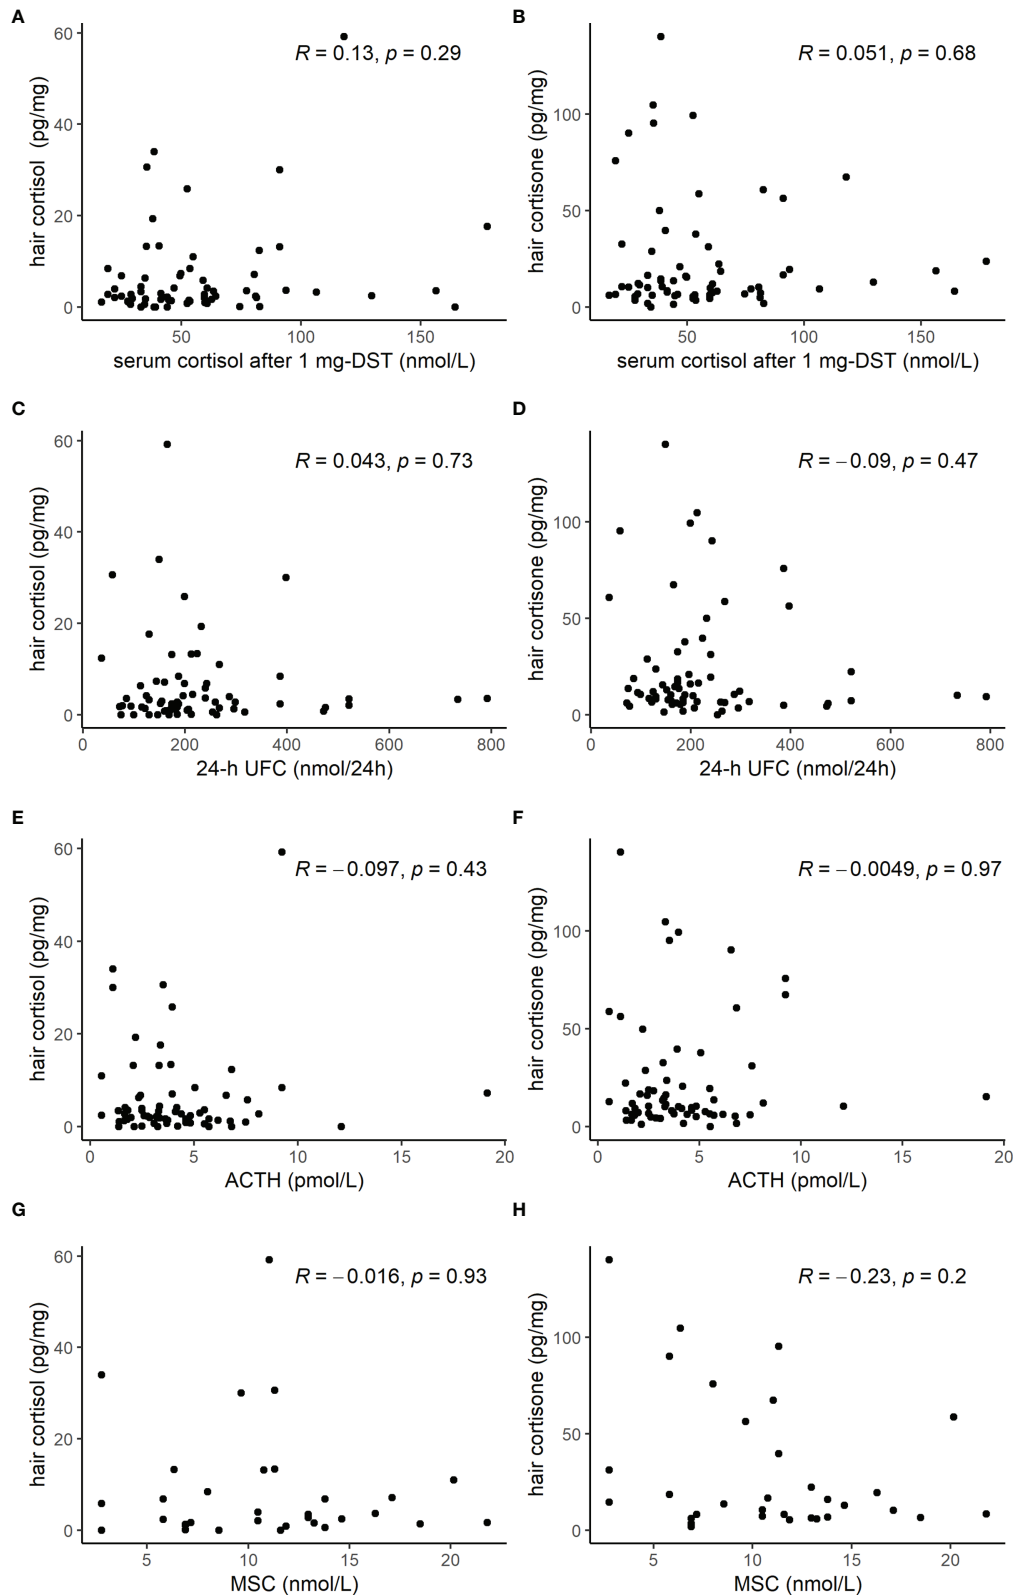 A
B
R = 0.13, p = 0.29
R = 0.051, p = 0.68
hair cortisol  (pg/mg)
hair cortisone (pg/mg)
60
40
20
0
100
50
0
50 100 150
50 100 150
serum cortisol after 1 mg-DST (nmol/L)
serum cortisol after 1 mg-DST (nmol/L)
C
D
R = 0.043, p = 0.73
R = −0.09, p = 0.47
hair cortisol (pg/mg)
hair cortisone (pg/mg)
60
40
20
0
100
50
0
0 200 400 600 800
0 200 400 600 800
24-h UFC (nmol/24h)
24-h UFC (nmol/24h)
E
F
R = −0.097, p = 0.43
R = −0.0049, p = 0.97
hair cortisol (pg/mg)
hair cortisone (pg/mg)
60
40
20
0
100
50
0
0 5 10 15 20
0 5 10 15 20
ACTH (pmol/L)
ACTH (pmol/L)
G
H
R = −0.016, p = 0.93
R = −0.23, p = 0.2
hair cortisol (pg/mg)
hair cortisone (pg/mg)
60
40
20
0
100
50
0
5 10 15 20
5 10 15 20
MSC (nmol/L)
MSC (nmol/L)